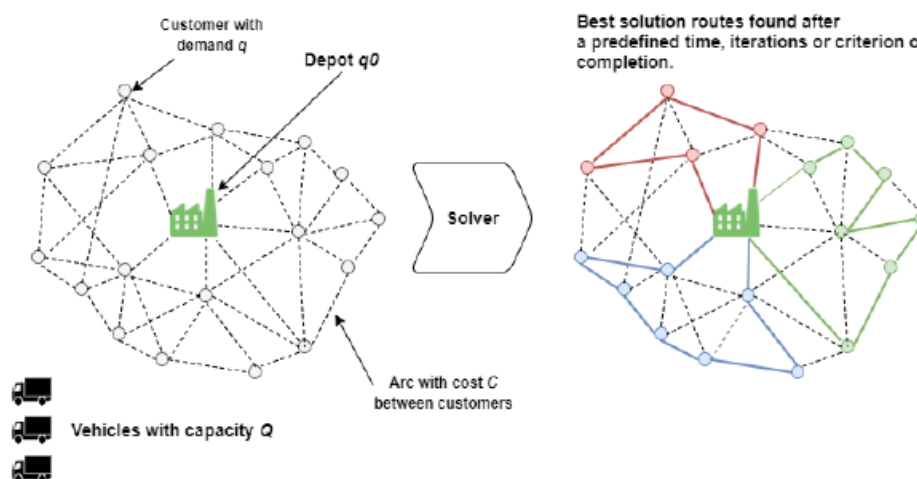 Customer with
demand q
Depot q0
Best solution routes found after
a predefined time, iterations or criterion o
completion.
Solver
Arc with cost C
between customers
Vehicles with capacity Q